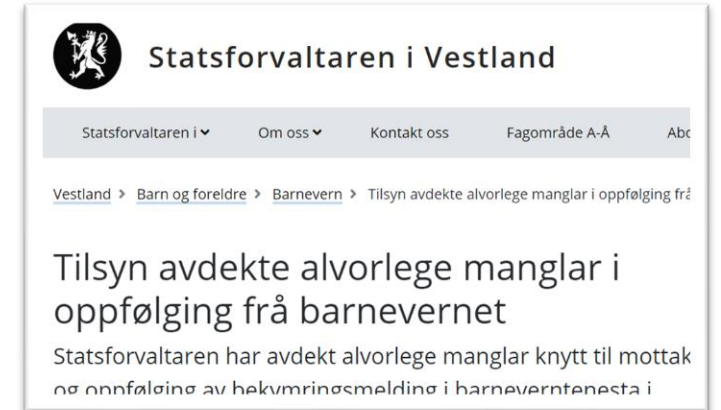 Statsforvaltaren i Vestland
Statsforvaltaren i Om oss Kontakt oss Fagområde A-Å
Vestland > Barn og foreldre > Barnevern > Tilsyn avdekte alvorlege manglar i oppfølging frå
Tilsyn avdekte alvorlege manglar i
oppfølging frå barnevernet
Statsforvaltaren har avdekt alvorlege manglar knytt til mottak
og oppfølging av bekymringsmelding i barneverntenesta i